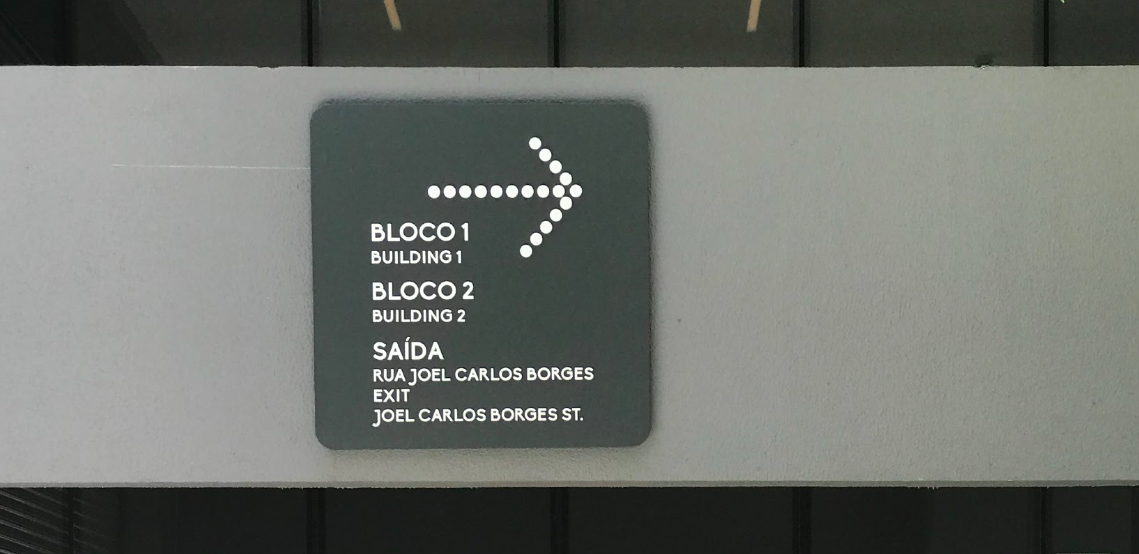 BLOCO 1
BUILDING 1
BLOCO 2
BUILDING 2
SAÍDA
RUA JOEL CARLOS BORGES
EXIT
JOEL CARLOS BORGES ST.